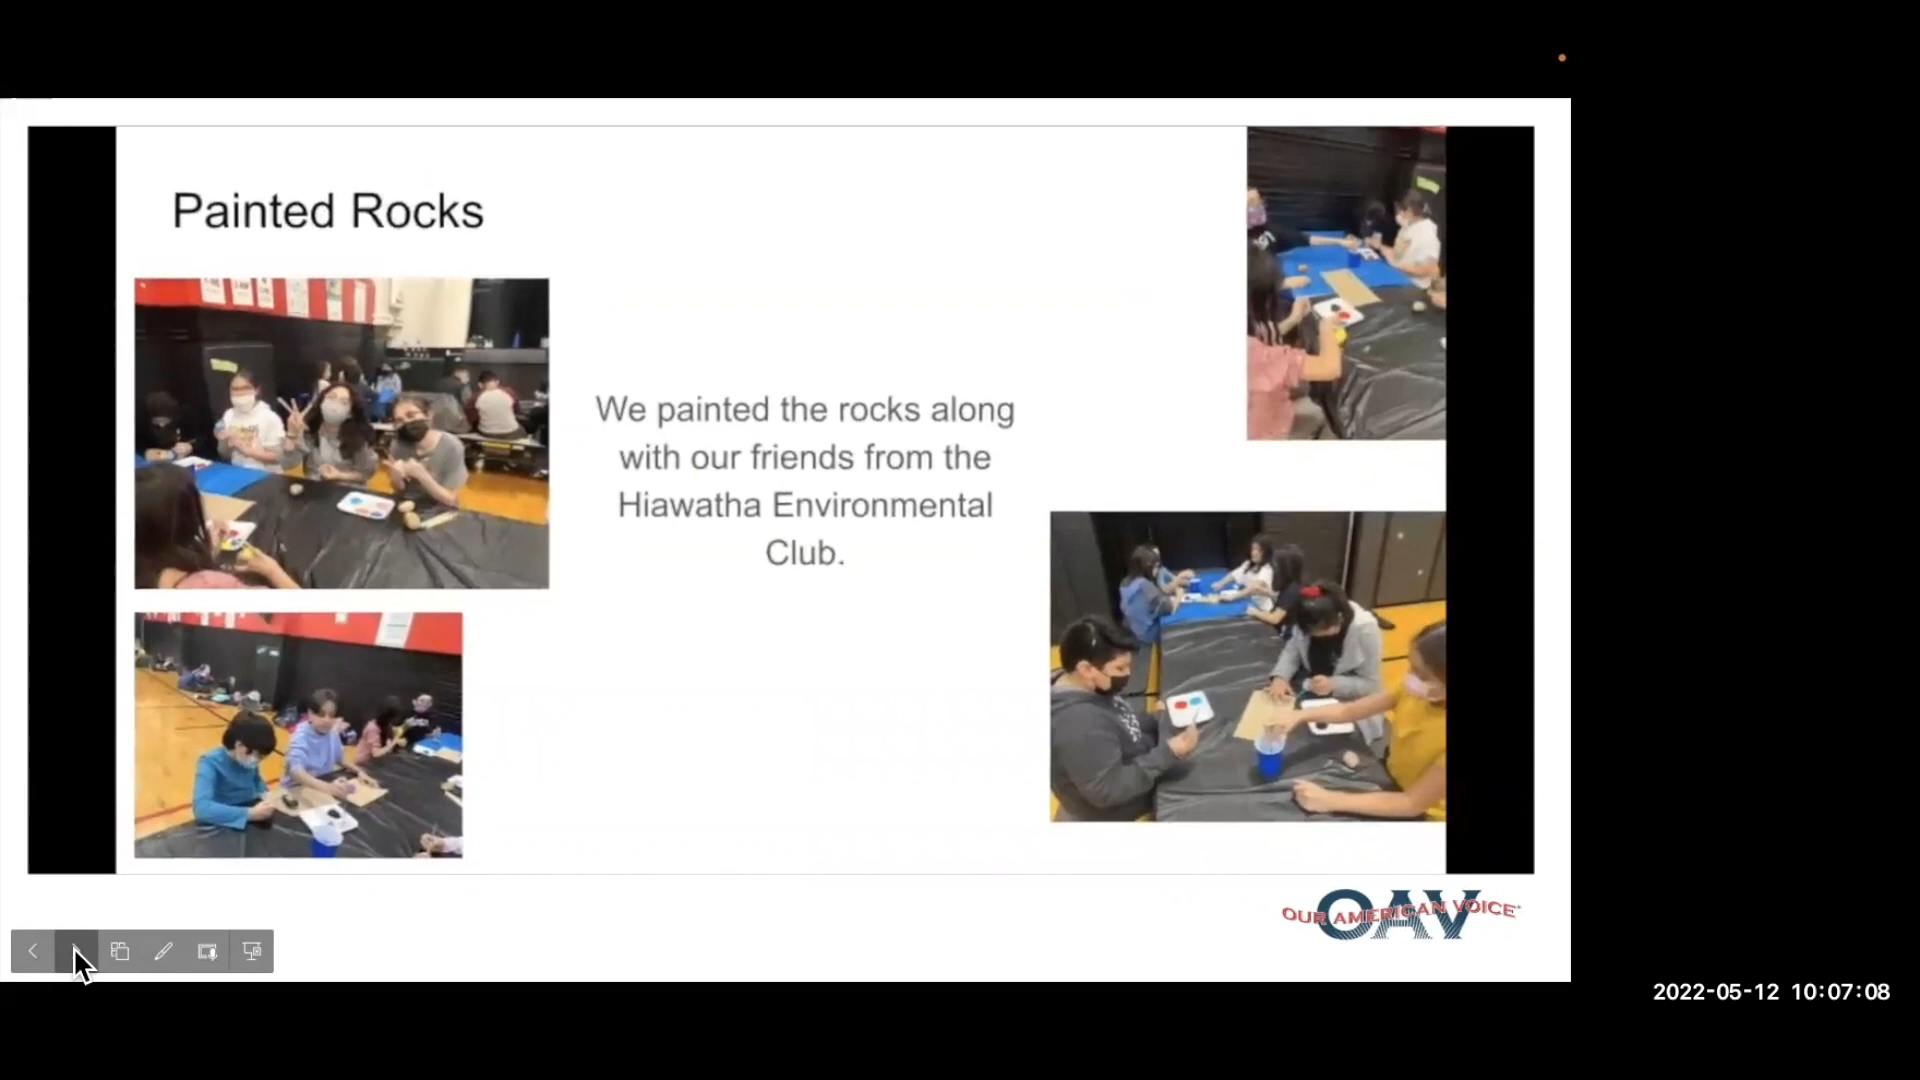 Painted Rocks
We painted the rocks along
with our friends from the
Hiawatha Environmental
Club.
OAV
OUR AMERICAN VOICE
2022-05-12 10:07:08